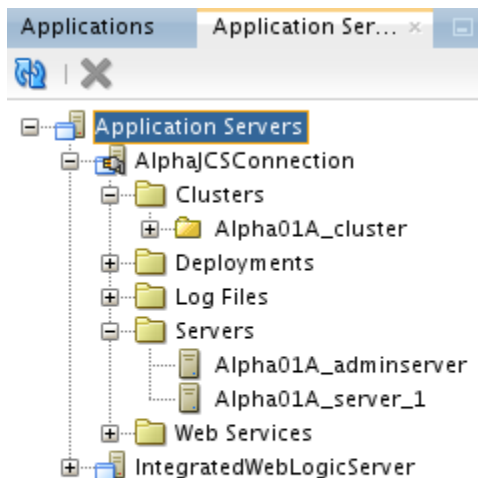 Applications Application Ser...
Application Servers
AlphaJCSConnection
Clusters
Alpha01A_cluster
Deployments
Log Files
Servers
Alpha01A_adminserver
Alpha01A_server_1
Web Services
IntegratedWebLogicServer